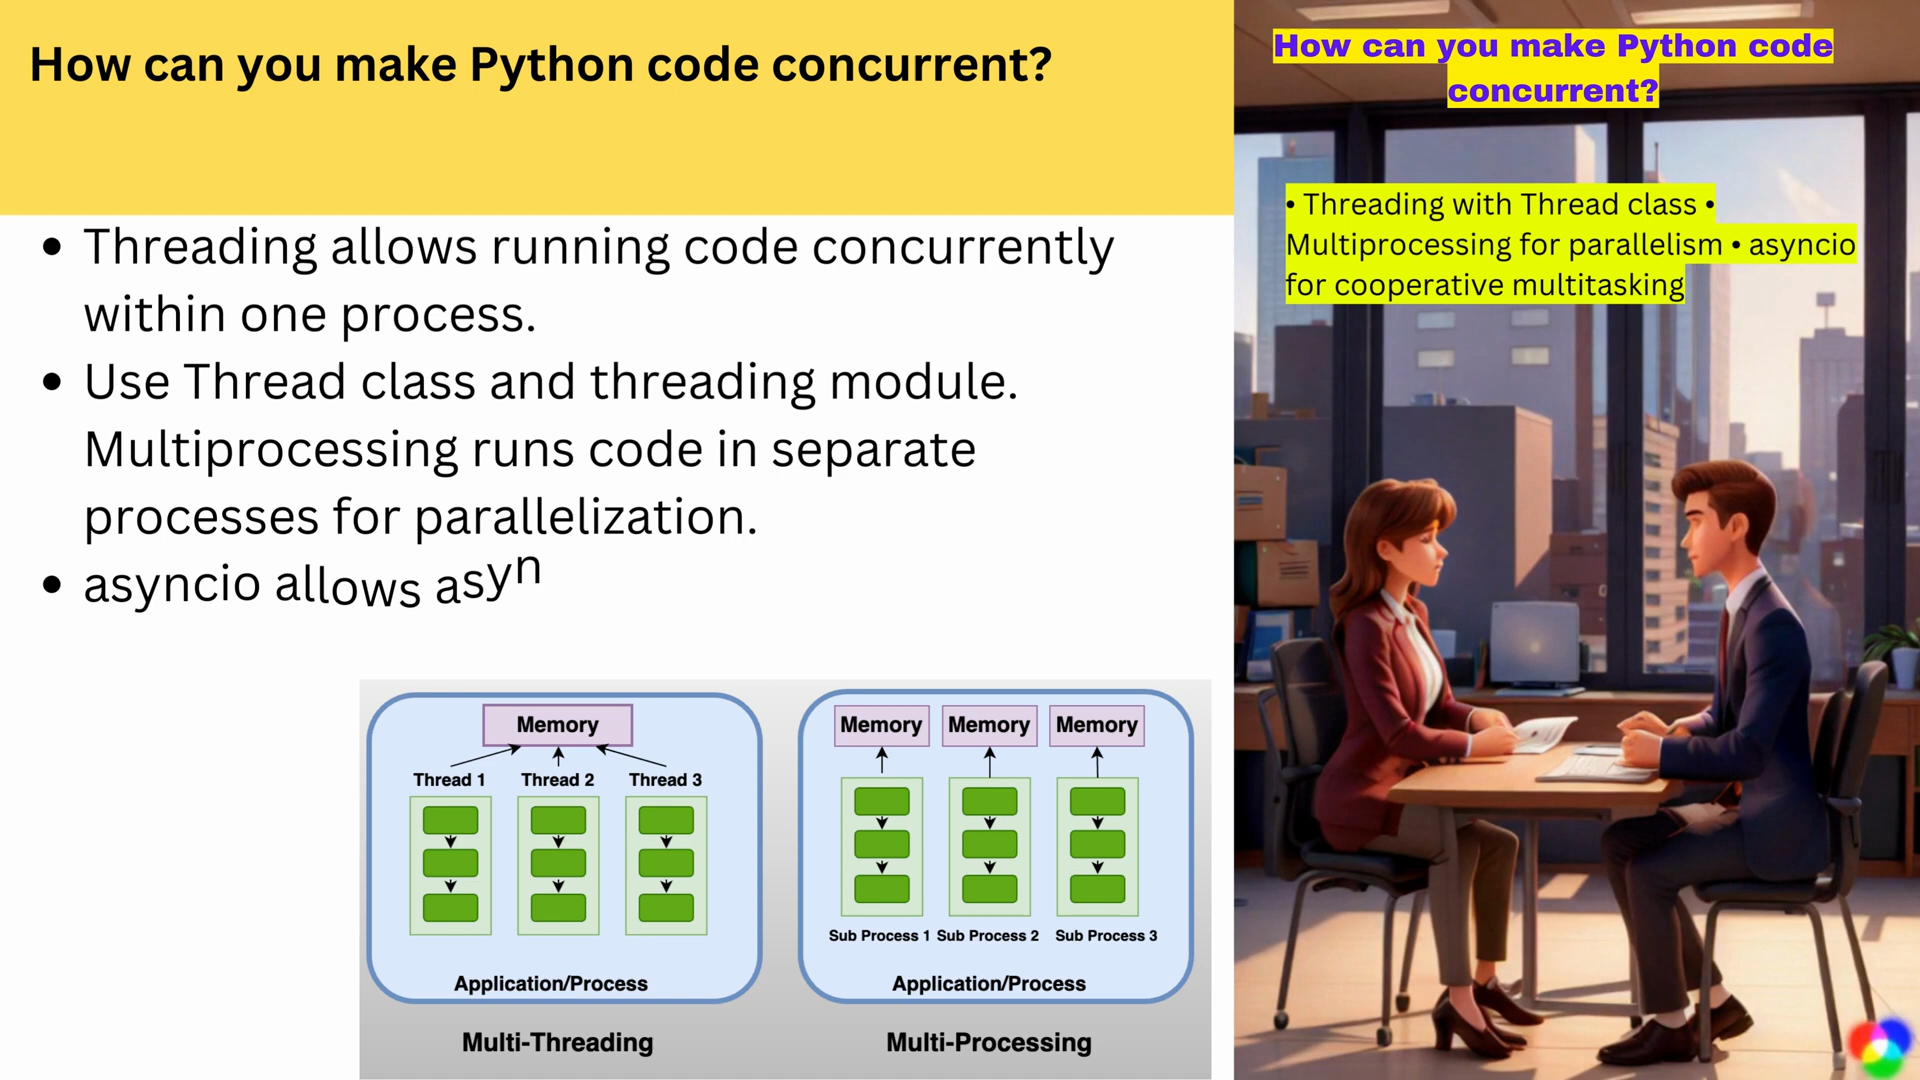 How can you make Python code concurrent?
• Threading allows running code concurrently
within one process.
• Use Thread class and threading module.
Multiprocessing runs code in separate
processes for parallelization.
• asyncio allows asyn
Memory
Thread 1 Thread 2 Thread 3
Application/Process
Multi-Threading
Memory Memory Memory
Sub Process 1 Sub Process 2 Sub Process 3
Application/Process
Multi-Processing
How can you make Python code
concurrent?
• Threading with Thread class •
Multiprocessing for parallelism • asyncio
for cooperative multitasking